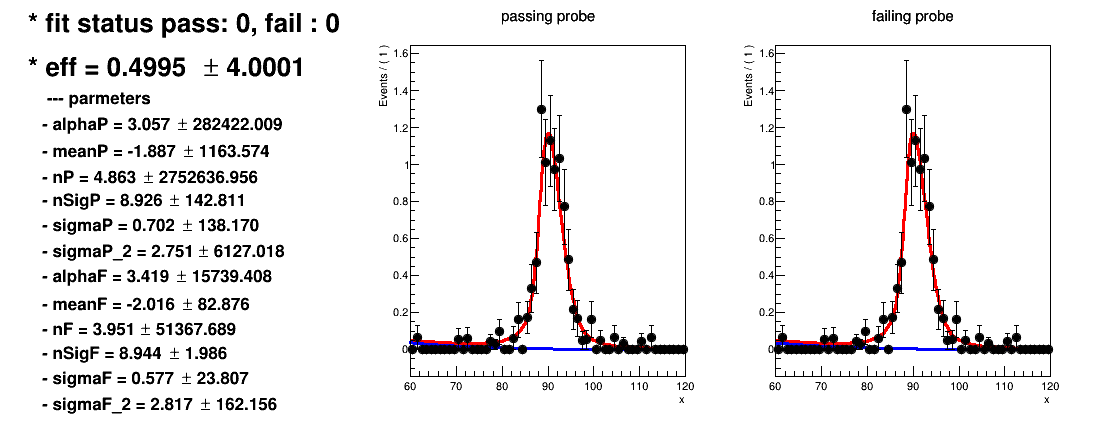 * fit status pass: 0, fail : 0
* eff = 0.4995 ± 4.0001
--- parmeters
- alphaP = 3.057 ± 282422.009
- meanP = -1.887 ± 1163.574
- nP = 4.863 ± 2752636.956
- nSigP = 8.926 ± 142.811
- sigmaP = 0.702 ± 138.170
- sigmaP_2 = 2.751 ± 6127.018
- alphaF = 3.419 ± 15739.408
- meanF = -2.016 ± 82.876
- nF = 3.951 ± 51367.689
- nSigF = 8.944 ± 1.986
- sigmaF = 0.577 ± 23.807
- sigmaF_2 = 2.817 ± 162.156
passing probe
Events / ( 1 )
1.6
1.4
1.2
1
0.8
0.6
0.4
0.2
0
60 70 80 90 100 110 120
x
failing probe
Events / ( 1 )
1.6
1.4
1.2
1
0.8
0.6
0.4
0.2
0
60 70 80 90 100 110 120
x